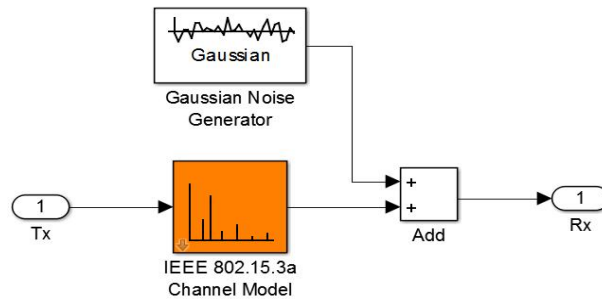 Gaussian
Gaussian Noise
Generator
1
Tx
IEEE 802.15.3a
Channel Model
+
+
Add
1
Rx